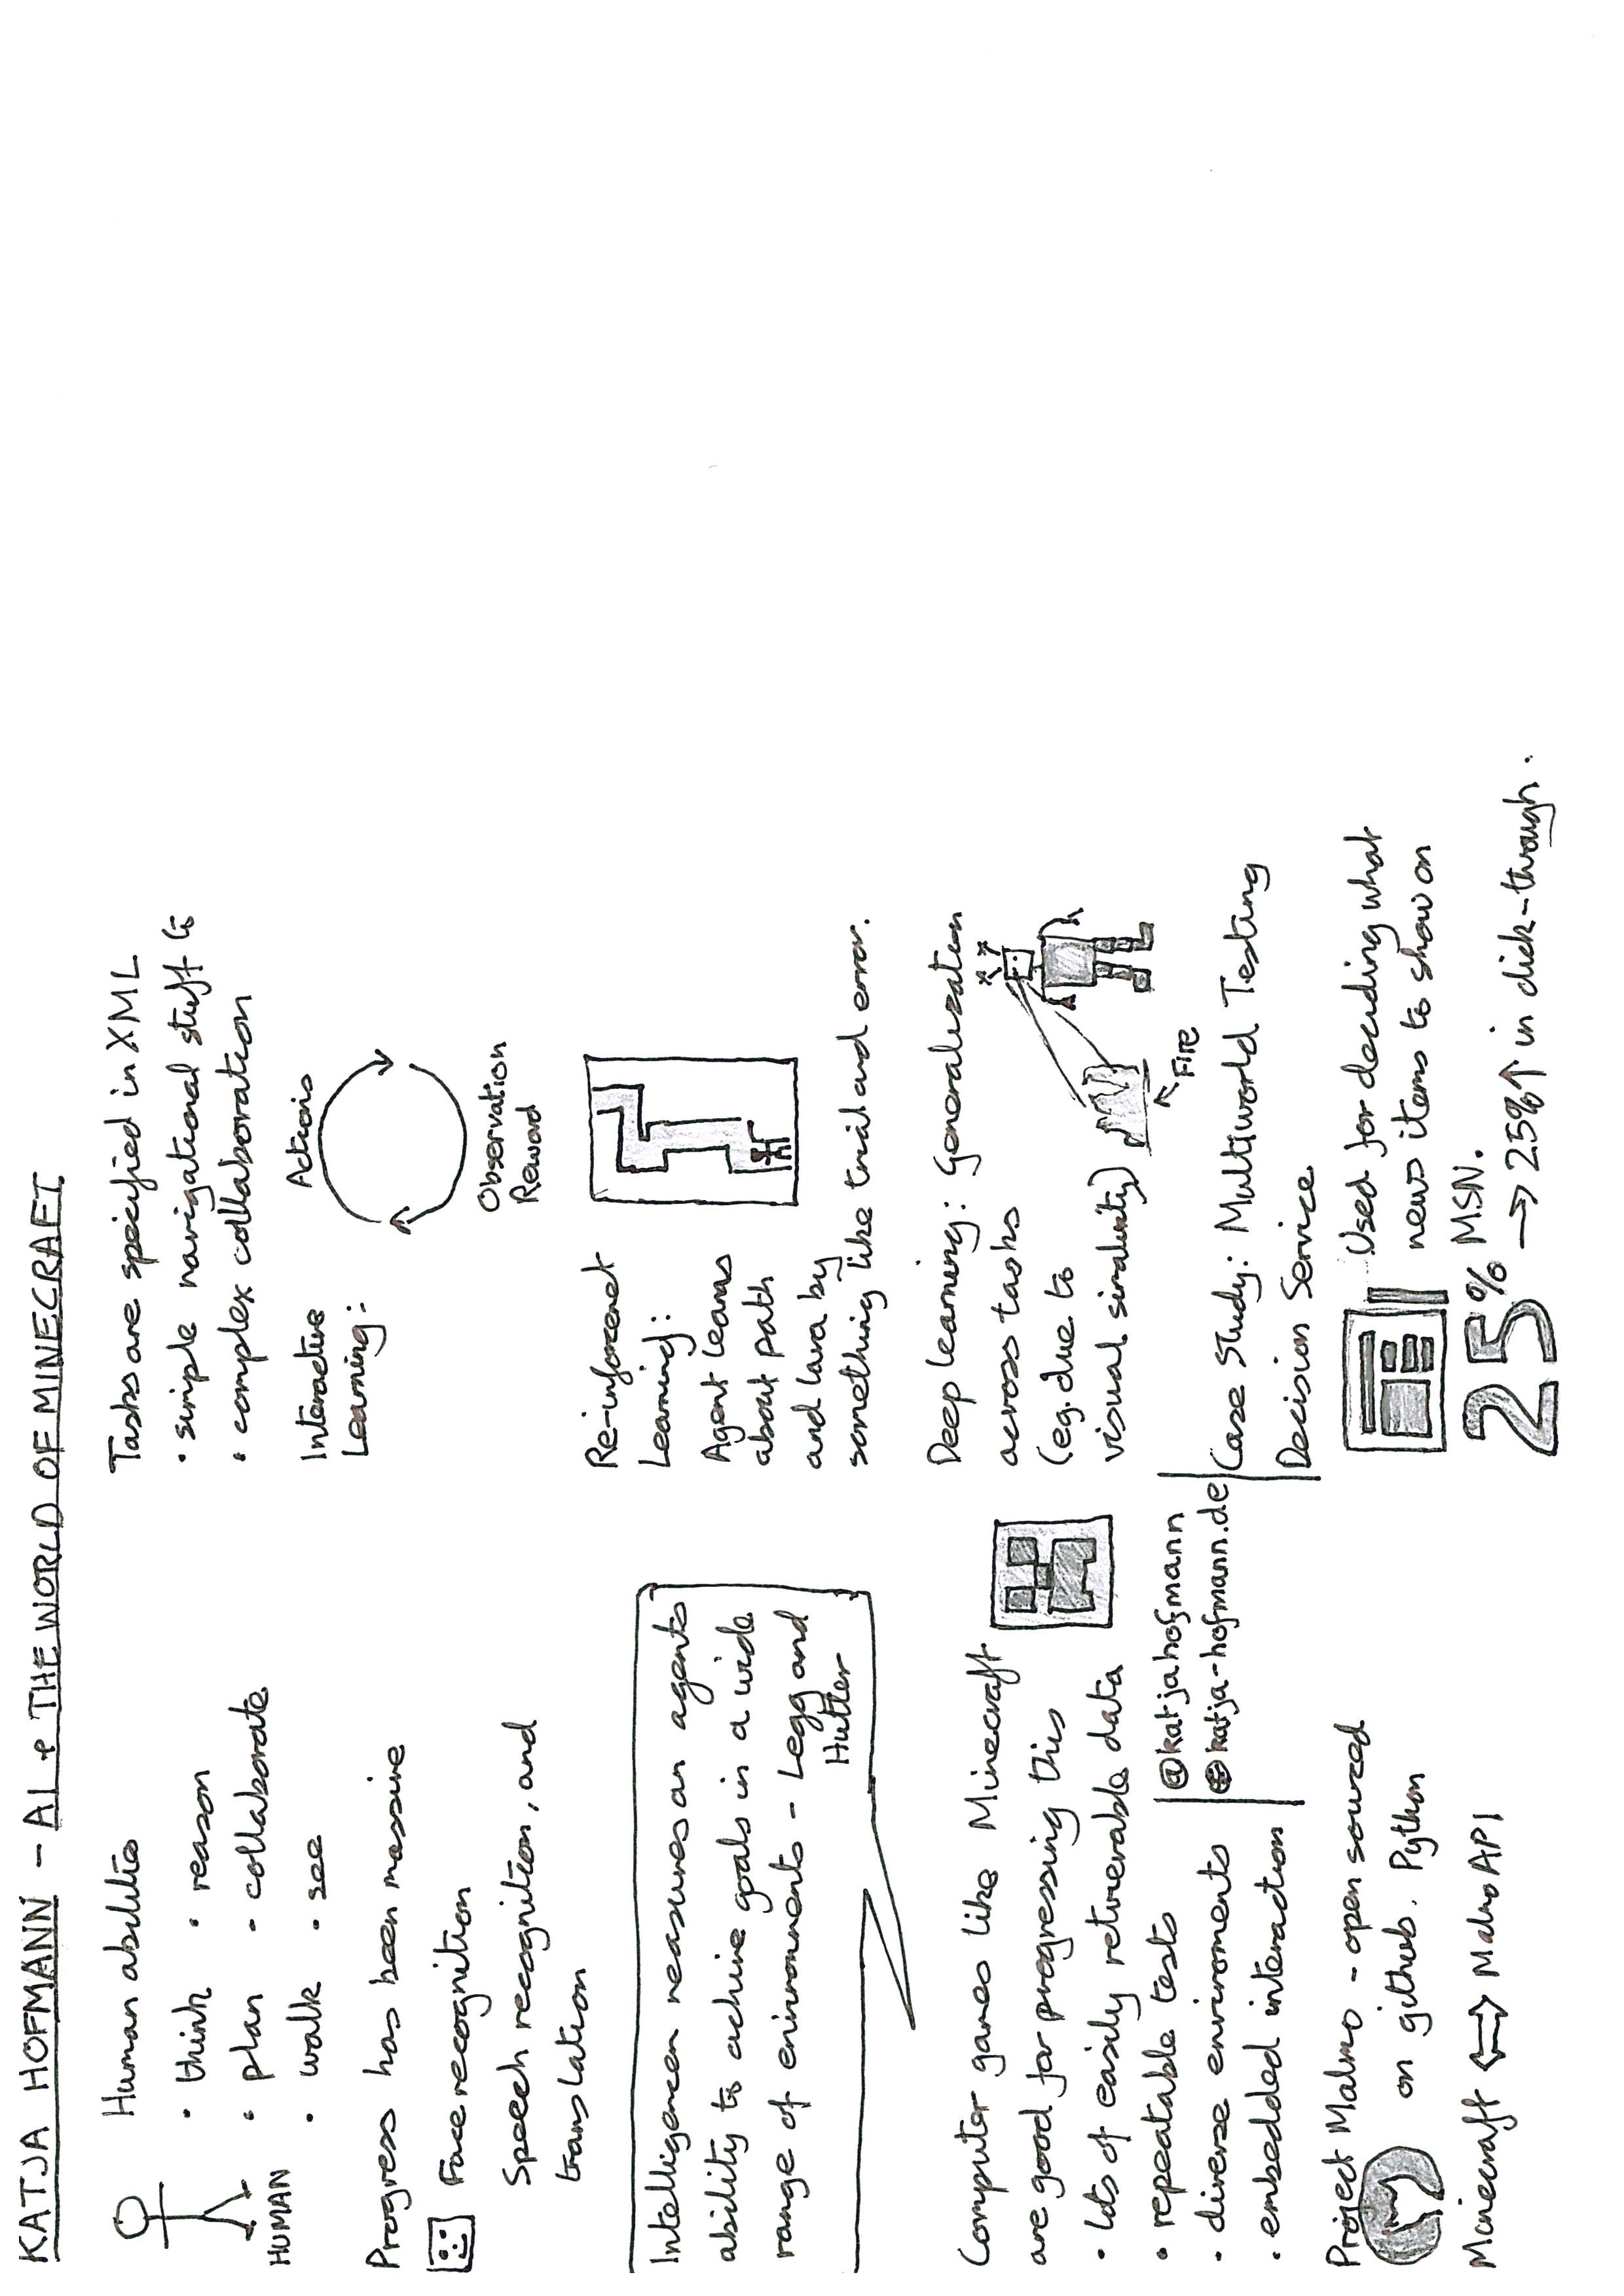 KATJA HOFMANN - AI & THE WORLD OF MINECRAFT
Human abilities
• think • reason
• plan • collaborate
• walk • see
HUMAN
Progress has been massive
Face recognition
Speech recognition, and
translation
Intelligencen measures an agents
ability to achive goals in a wide
range of environments - Legg and
Hutter
Computer games like Minecraft
are good for progressing this
• lots of easily retrievable data
• repeatable tests
• diverse enviroments
• embedded interaction
@katjahofmann
katja-hofmann.de
Project Malmo - open sourced
on github. Python
Minecraft ⟺ Malmo API
Tasks are specified in XML
• simple navigational stuff to
• complex collaboration
Interactive
Learning:
Actions
Observation
Reward
Re-inforcement
Learning:
Agent learns
about path
and lava by
something like trial and error.
Deep learning: Generalization
across tasks
(eg. due to
visual similarity)
Fire
Case Study: Multiworld Testing
Decision Service
Used for deciding what
news items to show on
MSN.
25%
→ 25%↑ in click-through.